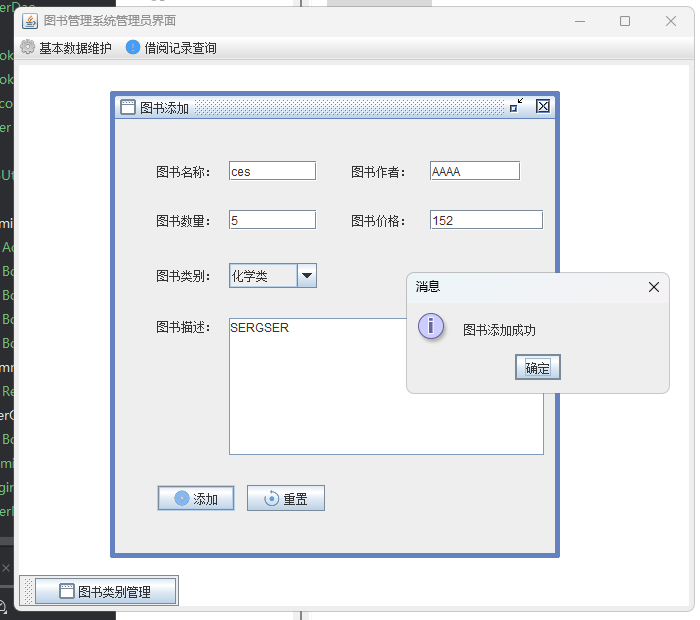 图书管理系统管理员界面
基本数据维护 借阅记录查询
图书添加
图书名称： ces 图书作者： AAAA
图书数量： 5 图书价格： 152
图书类别： 化学类
图书描述： SERGSER
消息
图书添加成功
确定
添加 重置
图书类别管理